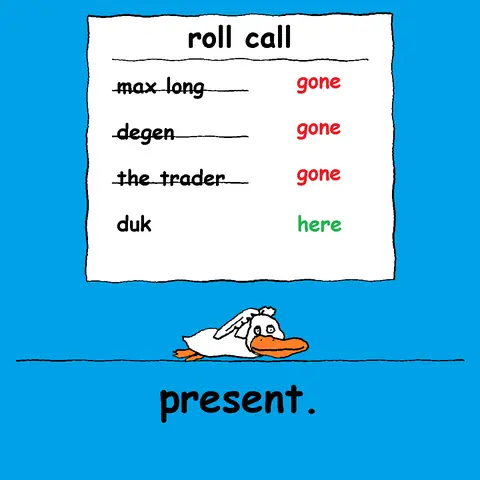 roll call
max long gone
degen gone
the trader gone
duk here
present.